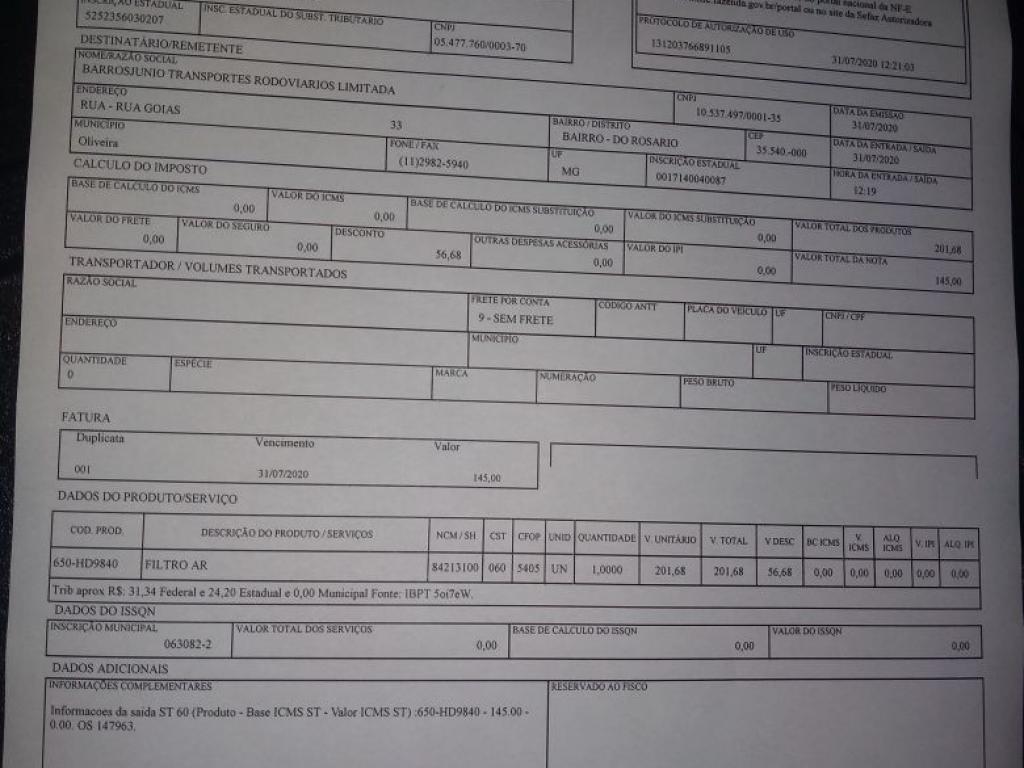 INSCRIÇÃO ESTADUAL
5252356030207
INSC. ESTADUAL DO SUBST. TRIBUTARIO
CNPJ
05.477.760/0003-70
portal nacional da NF-E
gov.br/portal ou no site da Sefaz Autorizadora
PROTOCOLO DE AUTORIZAÇÃO DE USO
131203766891105 31/07/2020 12:21:03
DESTINATÁRIO/REMETENTE
NOME/RAZÃO SOCIAL
BARROSJUNIO TRANSPORTES RODOVIARIOS LIMITADA
CNPJ
10.537.497/0001-35
DATA DA EMISSÃO
31/07/2020
ENDEREÇO
RUA - RUA GOIAS 33
BAIRRO / DISTRITO
BAIRRO - DO ROSARIO
CEP
35.540.-000
DATA DA ENTRADA / SAÍDA
31/07/2020
MUNICÍPIO
Oliveira
FONE / FAX
(11)2982-5940
UF
MG
INSCRIÇÃO ESTADUAL
0017140040087
HORA DA ENTRADA / SAÍDA
12:19
CALCULO DO IMPOSTO
BASE DE CALCULO DO ICMS
0,00
VALOR DO ICMS
0,00
BASE DE CALCULO DO ICMS SUBSTITUIÇÃO
0,00
VALOR DO ICMS SUBSTITUIÇÃO
0,00
VALOR TOTAL DOS PRODUTOS
201,68
VALOR DO FRETE
0,00
VALOR DO SEGURO
0,00
DESCONTO
56,68
OUTRAS DESPESAS ACESSÓRIAS
0,00
VALOR DO IPI
0,00
VALOR TOTAL DA NOTA
145,00
TRANSPORTADOR / VOLUMES TRANSPORTADOS
RAZÃO SOCIAL
FRETE POR CONTA
9 - SEM FRETE
CÓDIGO ANTT
PLACA DO VEÍCULO
UF
CNPJ / CPF
ENDEREÇO
MUNICÍPIO
UF
INSCRIÇÃO ESTADUAL
QUANTIDADE
0
ESPÉCIE
MARCA
NUMERAÇÃO
PESO BRUTO
PESO LÍQUIDO
FATURA
Duplicata Vencimento Valor
001 31/07/2020 145,00
DADOS DO PRODUTO/SERVIÇO
COD. PROD. DESCRIÇÃO DO PRODUTO / SERVICOS NCM / SH CST CFOP UNID QUANTIDADE V. UNITÁRIO V. TOTAL V DESC BC ICMS V. ICMS ALQ. ICMS V. IPI ALQ. IPI
650-HD9840 FILTRO AR 84213100 060 5405 UN 1,0000 201,68 201,68 56,68 0,00 0,00 0,00 0,00 0,00
Trib aprox R$: 31,34 Federal e 24,20 Estadual e 0,00 Municipal Fonte: IBPT 5oi7eW.
DADOS DO ISSQN
INSCRIÇÃO MUNICIPAL
063082-2
VALOR TOTAL DOS SERVIÇOS
0,00
BASE DE CALCULO DO ISSQN
0,00
VALOR DO ISSQN
0,00
DADOS ADICIONAIS
INFORMAÇÕES COMPLEMENTARES
RESERVADO AO FISCO
Informacoes da saida ST 60 (Produto - Base ICMS ST - Valor ICMS ST) :650-HD9840 - 145.00 -
0.00. OS 147963.